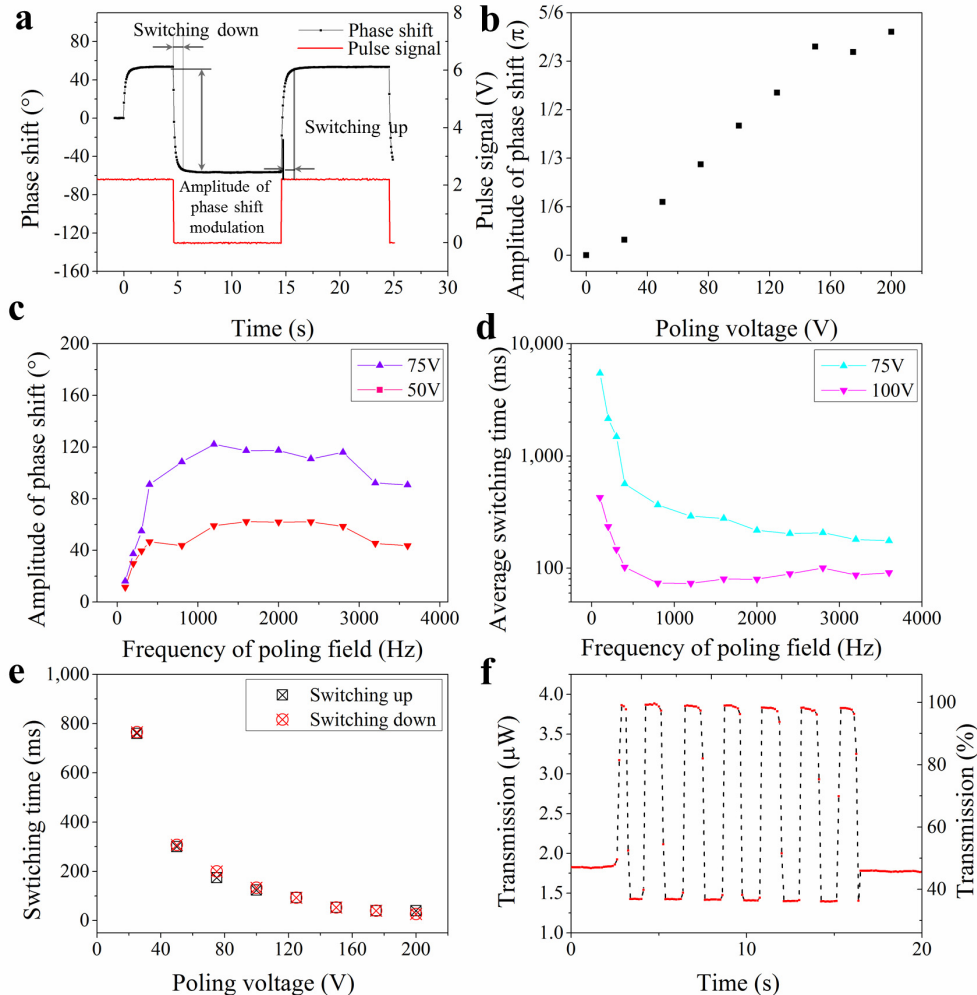 a
Switching down
Phase shift
Pulse signal
Switching up
Amplitude of
phase shift
modulation
80
40
0
-40
-60
-100
-130
-160
Phase shift (°)
8
6
4
2
0
Pulse signal (V)
-5
0
5
10
15
20
25
30
Time (s)
b
5/6
2/3
1/2
1/3
1/6
0
Amplitude of phase shift (π)
0
40
80
120
160
200
Poling voltage (V)
c
75V
50V
200
160
120
80
40
0
Amplitude of phase shift (°)
0
1000
2000
3000
4000
Frequency of poling field (Hz)
d
75V
100V
10,000
1,000
100
Average switching time (ms)
0
1000
2000
3000
4000
Frequency of poling field (Hz)
e
Switching up
Switching down
1,000
800
600
400
200
0
Swtiching time (ms)
0
40
80
120
160
200
Poling voltage (V)
f
4.0
3.5
3.0
2.5
2.0
1.5
1.0
Transmission (μW)
100
80
60
40
Transmission (%)
0
10
20
Time (s)